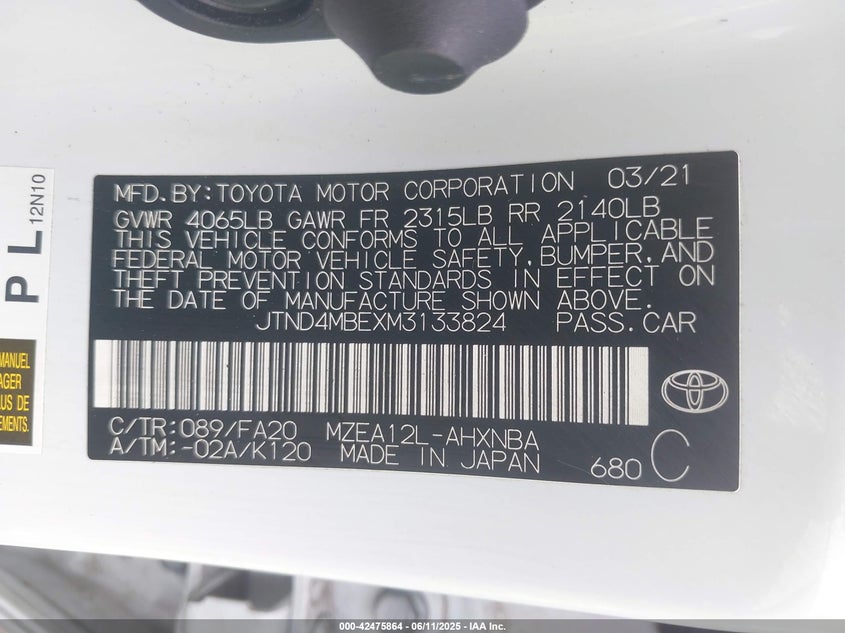 MFD.BY:TOYOTA MOTOR CORPORATION 03/21
GVWR 4065LB GAWR FR 2315LB RR 2140LB
THIS VEHICLE CONFORMS TO ALL APPLICABLE
FEDERAL MOTOR VEHICLE SAFETY,BUMPER,AND
THEFT PREVENTION STANDARDS IN EFFECT ON
THE DATE OF MANUFACTURE SHOWN ABOVE.
JTND4MBEXM3133824 PASS.CAR
C/TR:089/FA20 MZEA12L-AHXNBA
A/TM:-02A/K120 MADE IN JAPAN 680 C
P L
12N10
MANUEL
LUS DE
000-42475864 - 06/11/2025 - IAA Inc.